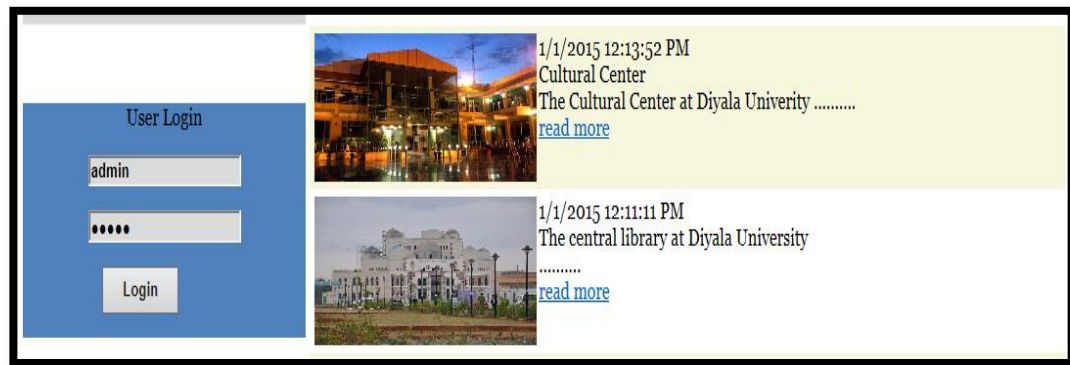 User Login
admin
•••••
Login
1/1/2015 12:13:52 PM
Cultural Center
The Cultural Center at Diyala Univerity ..........
read more
1/1/2015 12:11:11 PM
The central library at Diyala University
..........
read more